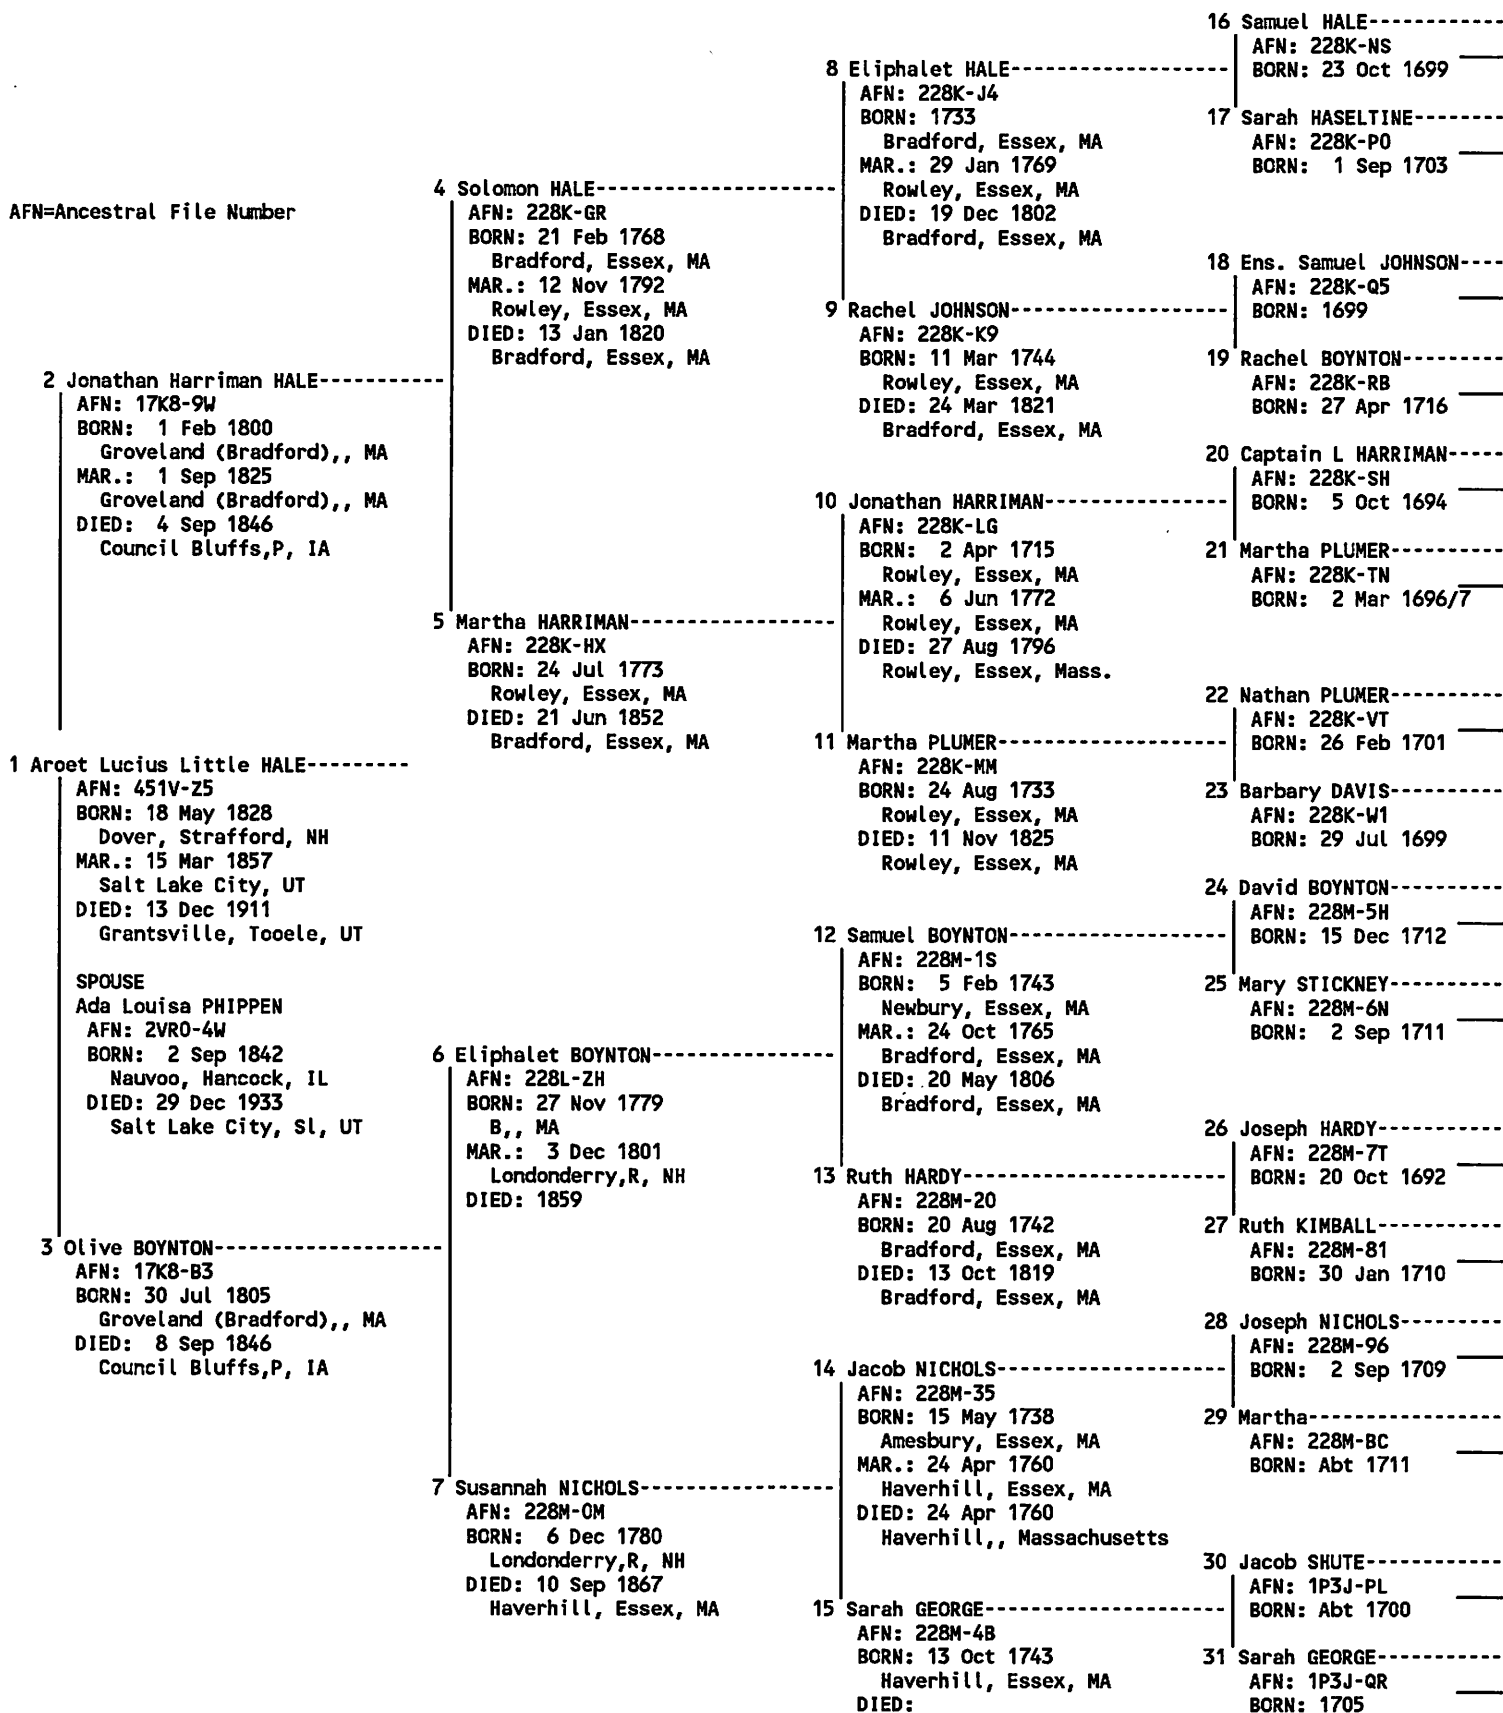 AFN=Ancestral File Number
1 Aroet Lucius Little HALE
AFN: 451V-Z5
BORN: 18 May 1828
Dover, Strafford, NH
MAR.: 15 Mar 1857
Salt Lake City, UT
DIED: 13 Dec 1911
Grantsville, Tooele, UT
SPOUSE
Ada Louisa PHIPPEN
AFN: 2VR0-4W
BORN: 2 Sep 1842
Nauvoo, Hancock, IL
DIED: 29 Dec 1933
Salt Lake City, Sl, UT
2 Jonathan Harriman HALE
AFN: 17K8-9W
BORN: 1 Feb 1800
Groveland (Bradford),, MA
MAR.: 1 Sep 1825
Groveland (Bradford),, MA
DIED: 4 Sep 1846
Council Bluffs,P, IA
3 Olive BOYNTON
AFN: 17K8-B3
BORN: 30 Jul 1805
Groveland (Bradford),, MA
DIED: 8 Sep 1846
Council Bluffs,P, IA
4 Solomon HALE
AFN: 228K-GR
BORN: 21 Feb 1768
Bradford, Essex, MA
MAR.: 12 Nov 1792
Rowley, Essex, MA
DIED: 13 Jan 1820
Bradford, Essex, MA
5 Martha HARRIMAN
AFN: 228K-HX
BORN: 24 Jul 1773
Rowley, Essex, MA
DIED: 21 Jun 1852
Bradford, Essex, MA
6 Eliphalet BOYNTON
AFN: 228L-ZH
BORN: 27 Nov 1779
B,, MA
MAR.: 3 Dec 1801
Londonderry,R, NH
DIED: 1859
7 Susannah NICHOLS
AFN: 228M-0M
BORN: 6 Dec 1780
Londonderry,R, NH
DIED: 10 Sep 1867
Haverhill, Essex, MA
8 Eliphalet HALE
AFN: 228K-J4
BORN: 1733
Bradford, Essex, MA
MAR.: 29 Jan 1769
Rowley, Essex, MA
DIED: 19 Dec 1802
Bradford, Essex, MA
9 Rachel JOHNSON
AFN: 228K-K9
BORN: 11 Mar 1744
Rowley, Essex, MA
DIED: 24 Mar 1821
Bradford, Essex, MA
10 Jonathan HARRIMAN
AFN: 228K-LG
BORN: 2 Apr 1715
Rowley, Essex, MA
MAR.: 6 Jun 1772
Rowley, Essex, MA
DIED: 27 Aug 1796
Rowley, Essex, Mass.
11 Martha PLUMER
AFN: 228K-MM
BORN: 24 Aug 1733
Rowley, Essex, MA
DIED: 11 Nov 1825
Rowley, Essex, MA
12 Samuel BOYNTON
AFN: 228M-1S
BORN: 5 Feb 1743
Newbury, Essex, MA
MAR.: 24 Oct 1765
Bradford, Essex, MA
DIED: 20 May 1806
Bradford, Essex, MA
13 Ruth HARDY
AFN: 228M-20
BORN: 20 Aug 1742
Bradford, Essex, MA
DIED: 13 Oct 1819
Bradford, Essex, MA
14 Jacob NICHOLS
AFN: 228M-35
BORN: 15 May 1738
Amesbury, Essex, MA
MAR.: 24 Apr 1760
Haverhill, Essex, MA
DIED: 24 Apr 1760
Haverhill,, Massachusetts
15 Sarah GEORGE
AFN: 228M-4B
BORN: 13 Oct 1743
Haverhill, Essex, MA
DIED:
16 Samuel HALE
AFN: 228K-NS
BORN: 23 Oct 1699
17 Sarah HASELTINE
AFN: 228K-P0
BORN: 1 Sep 1703
18 Ens. Samuel JOHNSON
AFN: 228K-Q5
BORN: 1699
19 Rachel BOYNTON
AFN: 228K-RB
BORN: 27 Apr 1716
20 Captain L HARRIMAN
AFN: 228K-SH
BORN: 5 Oct 1694
21 Martha PLUMER
AFN: 228K-TN
BORN: 2 Mar 1696/7
22 Nathan PLUMER
AFN: 228K-VT
BORN: 26 Feb 1701
23 Barbary DAVIS
AFN: 228K-W1
BORN: 29 Jul 1699
24 David BOYNTON
AFN: 228M-5H
BORN: 15 Dec 1712
25 Mary STICKNEY
AFN: 228M-6N
BORN: 2 Sep 1711
26 Joseph HARDY
AFN: 228M-7T
BORN: 20 Oct 1692
27 Ruth KIMBALL
AFN: 228M-81
BORN: 30 Jan 1710
28 Joseph NICHOLS
AFN: 228M-96
BORN: 2 Sep 1709
29 Martha
AFN: 228M-BC
BORN: Abt 1711
30 Jacob SHUTE
AFN: 1P3J-PL
BORN: Abt 1700
31 Sarah GEORGE
AFN: 1P3J-QR
BORN: 1705